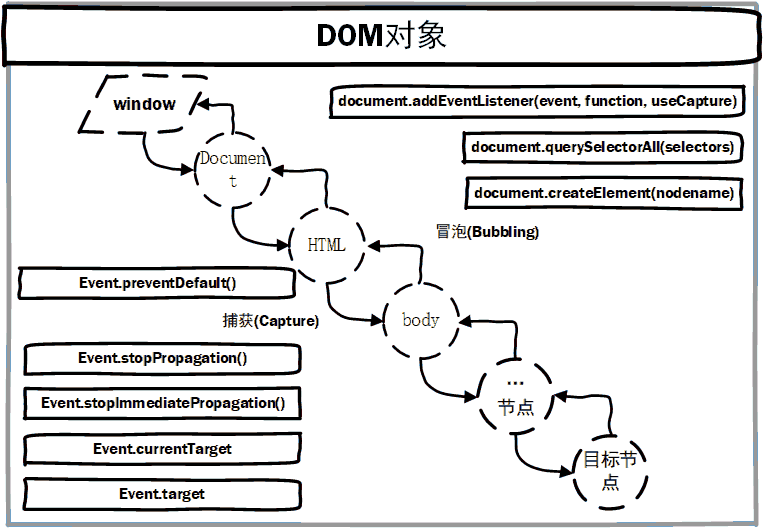 DOM对象
window
document.addEventListener(event, function, useCapture)
Documen
t
document.querySelectorAll(selectors)
document.createElement(nodename)
冒泡(Bubbling)
HTML
Event.preventDefault()
捕获(Capture)
body
Event.stopPropagation()
...
节点
Event.stopImmediatePropagation()
Event.currentTarget
目标节
点
Event.target